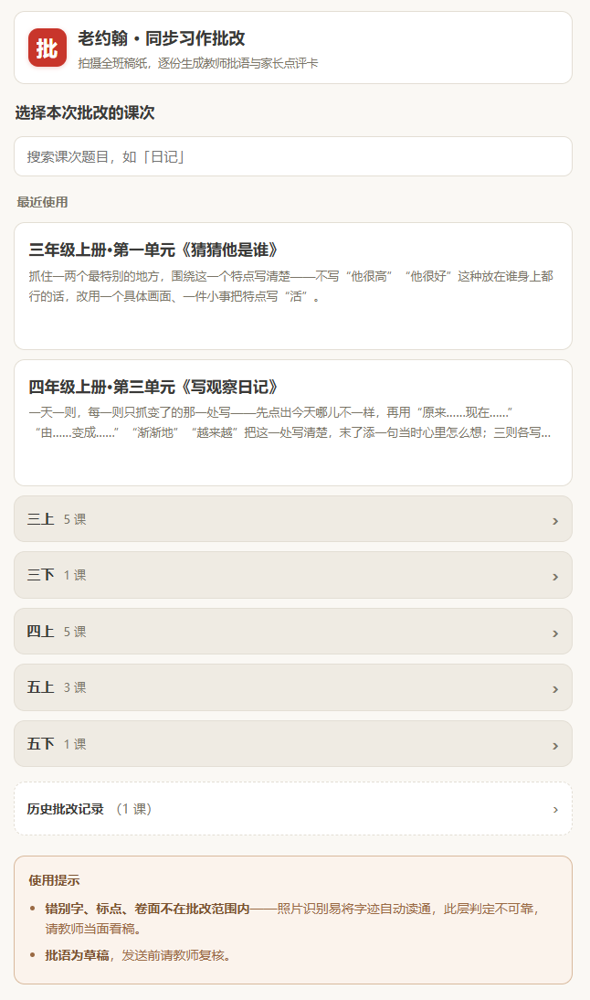 批
老约翰·同步习作批改
拍摄全班稿纸，逐份生成教师批语与家长点评卡
选择本次批改的课次
搜索课次题目，如「日记」
最近使用
三年级上册·第一单元《猜猜他是谁》
抓住一两个最特别的地方，围绕这一个特点写清楚——不写“他很高”“他很好”这种放在谁身上都
行的话，改用一个具体画面、一件小事把特点写“活”。
四年级上册·第三单元《写观察日记》
一天一则，每一则只抓变了的那一处写——先点出今天哪儿不一样，再用“原来……现在……”
“由……变成……”“渐渐地”“越来越”把这一处写清楚，末了添一句当时心里怎么想；三则各写...
三上 5 课 ›
三下 1 课 ›
四上 5 课 ›
五上 3 课 ›
五下 1 课 ›
历史批改记录 （1 课） ›
使用提示
• 错别字、标点、卷面不在批改范围内——照片识别易将字迹自动读通，此层判定不可靠，
请教师当面看稿。
• 批语为草稿，发送前请教师复核。